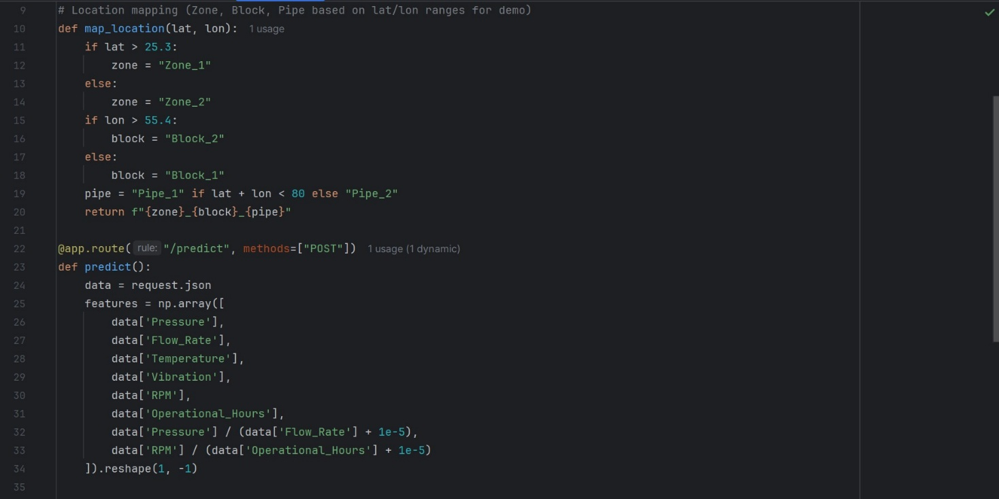 9 # Location mapping (Zone, Block, Pipe based on lat/lon ranges for demo)
10 def map_location(lat, lon): 1 usage
11     if lat > 25.3:
12         zone = "Zone_1"
13     else:
14         zone = "Zone_2"
15     if lon > 55.4:
16         block = "Block_2"
17     else:
18         block = "Block_1"
19     pipe = "Pipe_1" if lat + lon < 80 else "Pipe_2"
20     return f"{zone}_{block}_{pipe}"
21
22 @app.route( rule: "/predict", methods=["POST"]) 1 usage (1 dynamic)
23 def predict():
24     data = request.json
25     features = np.array([
26         data['Pressure'],
27         data['Flow_Rate'],
28         data['Temperature'],
29         data['Vibration'],
30         data['RPM'],
31         data['Operational_Hours'],
32         data['Pressure'] / (data['Flow_Rate'] + 1e-5),
33         data['RPM'] / (data['Operational_Hours'] + 1e-5)
34     ]).reshape(1, -1)
35